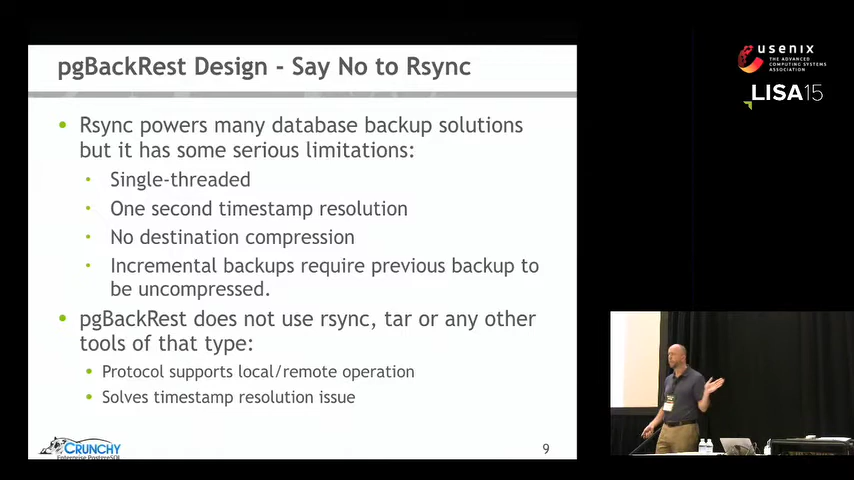 pgBackRest Design - Say No to Rsync
• Rsync powers many database backup solutions
but it has some serious limitations:
• Single-threaded
• One second timestamp resolution
• No destination compression
• Incremental backups require previous backup to
be uncompressed.
• pgBackRest does not use rsync, tar or any other
tools of that type:
• Protocol supports local/remote operation
• Solves timestamp resolution issue
CRUNCHY
Enterprise PostgreSQL
9
usenix
THE ADVANCED
COMPUTING SYSTEMS
ASSOCIATION
LISA15